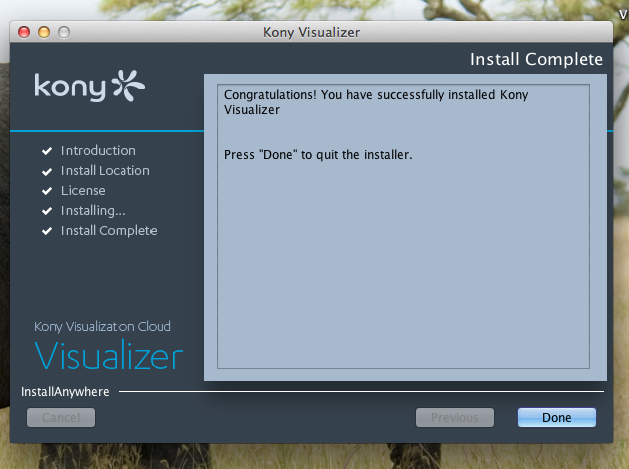 V
Kony Visualizer
Install Complete
kony
Congratulations! You have successfully installed Kony
Visualizer
Press "Done" to quit the installer.
Introduction
Install Location
License
Installing...
Install Complete
Kony Visualization Cloud
Visualizer
InstallAnywhere
Cancel
Previous
Done